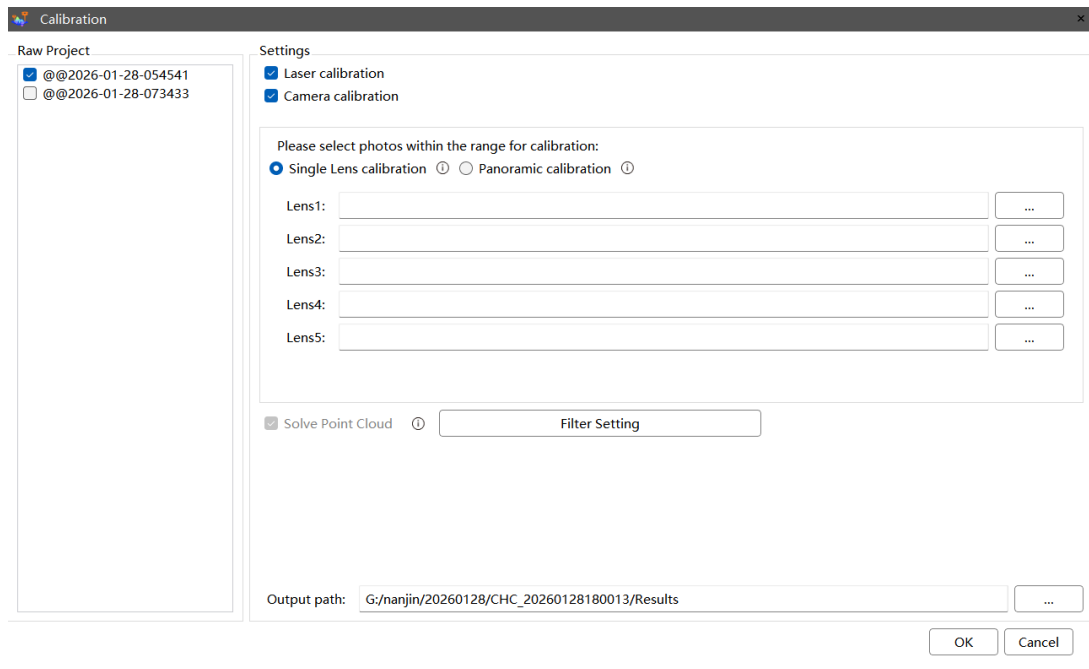 Calibration
Raw Project
@@2026-01-28-054541
@@2026-01-28-073433
Settings
Laser calibration
Camera calibration
Please select photos within the range for calibration:
Single Lens calibration Panoramic calibration
Lens1: ...
Lens2: ...
Lens3: ...
Lens4: ...
Lens5: ...
Solve Point Cloud Filter Setting
Output path: G:/nanjin/20260128/CHC_20260128180013/Results ...
OK Cancel